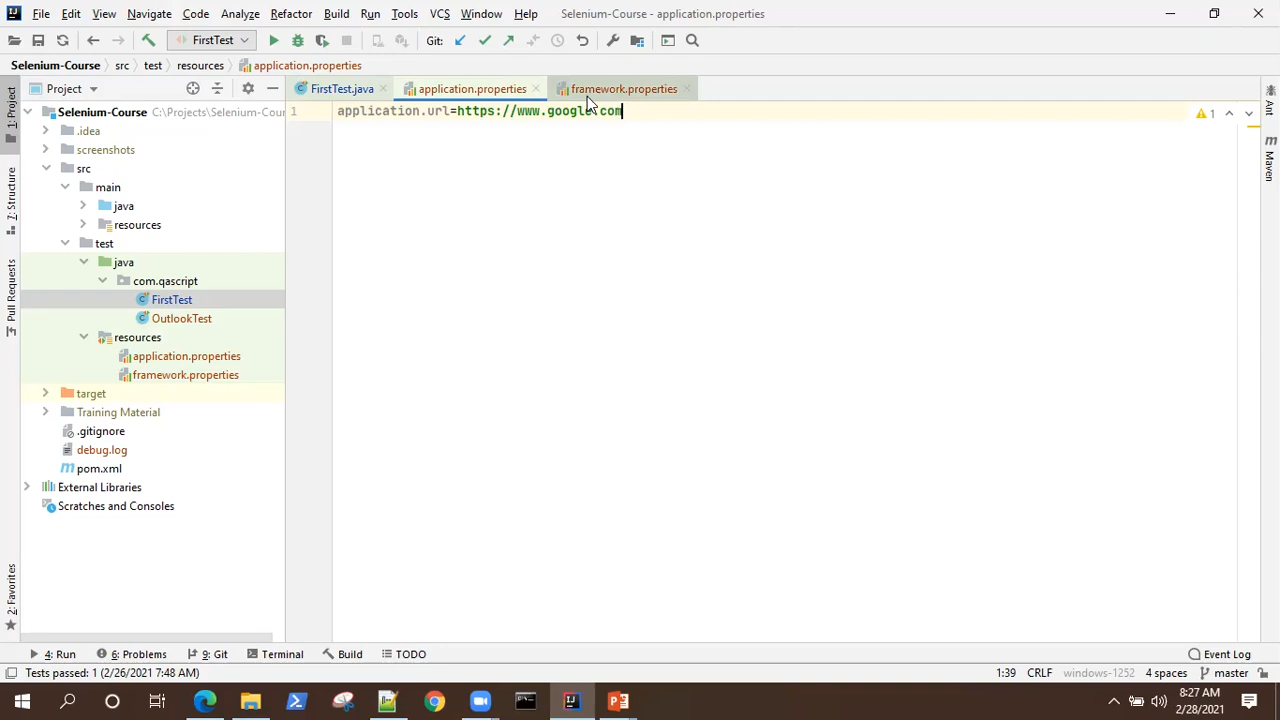 File Edit View Navigate Code Analyze Refactor Build Run Tools VCS Window Help Selenium-Course - application.properties
FirstTest Git:
Selenium-Course src test resources application.properties
Project FirstTest.java application.properties framework.properties
1: Project
Selenium-Course C:\Projects\Selenium-Cour
1 application.url=https://www.google.com
1
.idea
screenshots
src
main
java
resources
test
java
com.qascript
FirstTest
OutlookTest
resources
application.properties
framework.properties
target
Training Material
.gitignore
debug.log
pom.xml
External Libraries
Scratches and Consoles
7: Structure
Pull Requests
2: Favorites
Ant
Maven
4: Run 6: Problems 9: Git Terminal Build TODO Event Log
Tests passed: 1 (2/26/2021 7:48 AM) 1:39 CRLF windows-1252 4 spaces master
8:27 AM
2/28/2021